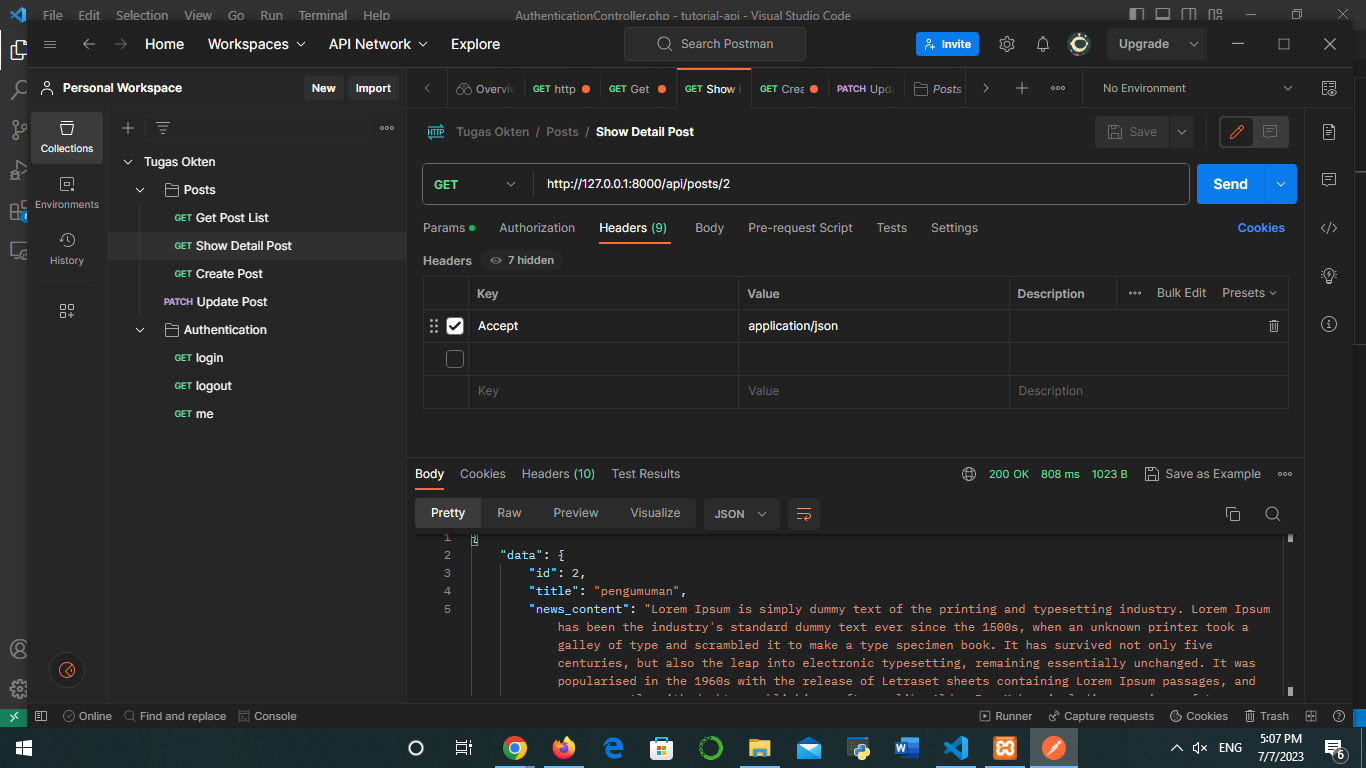 File Edit Selection View Go Run Terminal Help AuthenticationController.php - tutorial-api - Visual Studio Code
Home Workspaces API Network Explore Search Postman Invite Upgrade
Personal Workspace New Import
Overvie GET http GET Get GET Show GET Crea PATCH Upda Posts No Environment
Collections
Environments
History
Tugas Okten
Posts
GET Get Post List
GET Show Detail Post
GET Create Post
PATCH Update Post
Authentication
GET login
GET logout
GET me
HTTP Tugas Okten / Posts / Show Detail Post Save
GET http://127.0.0.1:8000/api/posts/2 Send
Params Authorization Headers (9) Body Pre-request Script Tests Settings Cookies
Headers 7 hidden
Key Value Description Bulk Edit Presets
Accept application/json
Key Value Description
Body Cookies Headers (10) Test Results 200 OK 808 ms 1023 B Save as Example
Pretty Raw Preview Visualize JSON
1 {
2 "data": {
3 "id": 2,
4 "title": "pengumuman",
5 "news_content": "Lorem Ipsum is simply dummy text of the printing and typesetting industry. Lorem Ipsum
has been the industry's standard dummy text ever since the 1500s, when an unknown printer took a
galley of type and scrambled it to make a type specimen book. It has survived not only five
centuries, but also the leap into electronic typesetting, remaining essentially unchanged. It was
popularised in the 1960s with the release of Letraset sheets containing Lorem Ipsum passages, and
Online Find and replace Console Runner Capture requests Cookies Trash
ENG 5:07 PM
7/7/2023 6